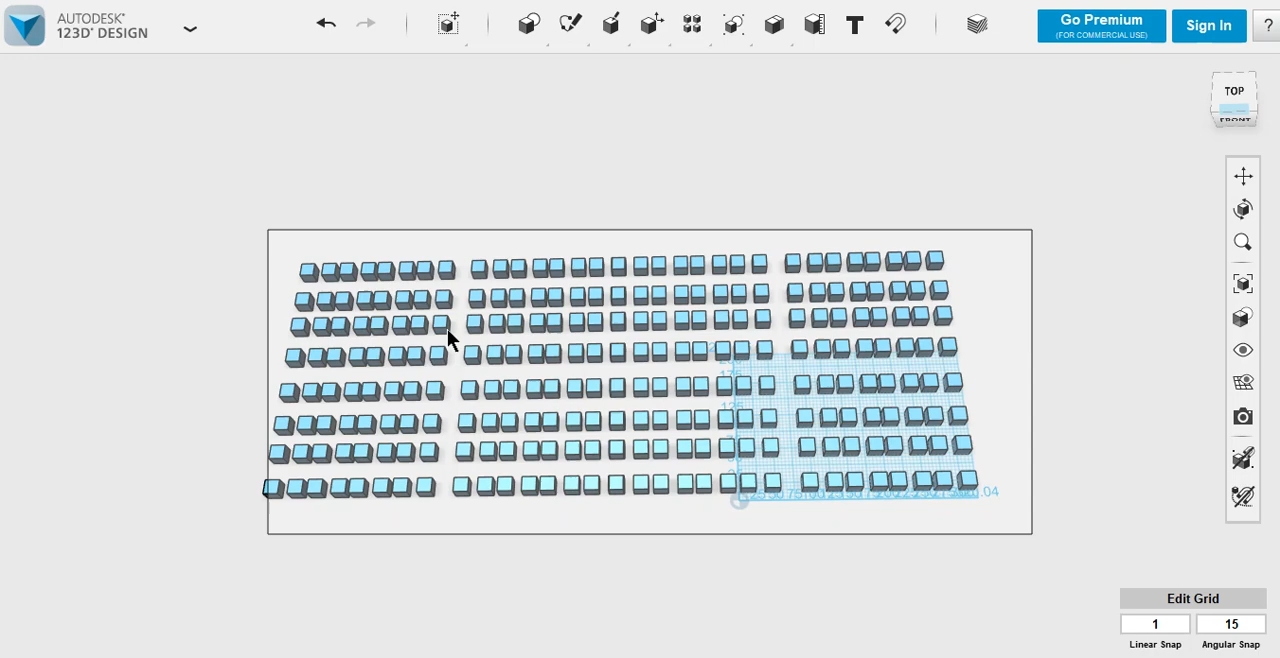 AUTODESK®
123D® DESIGN
T
Go Premium
(FOR COMMERCIAL USE)
Sign In
?
TOP
FRONT
Edit Grid
1
15
Linear Snap
Angular Snap